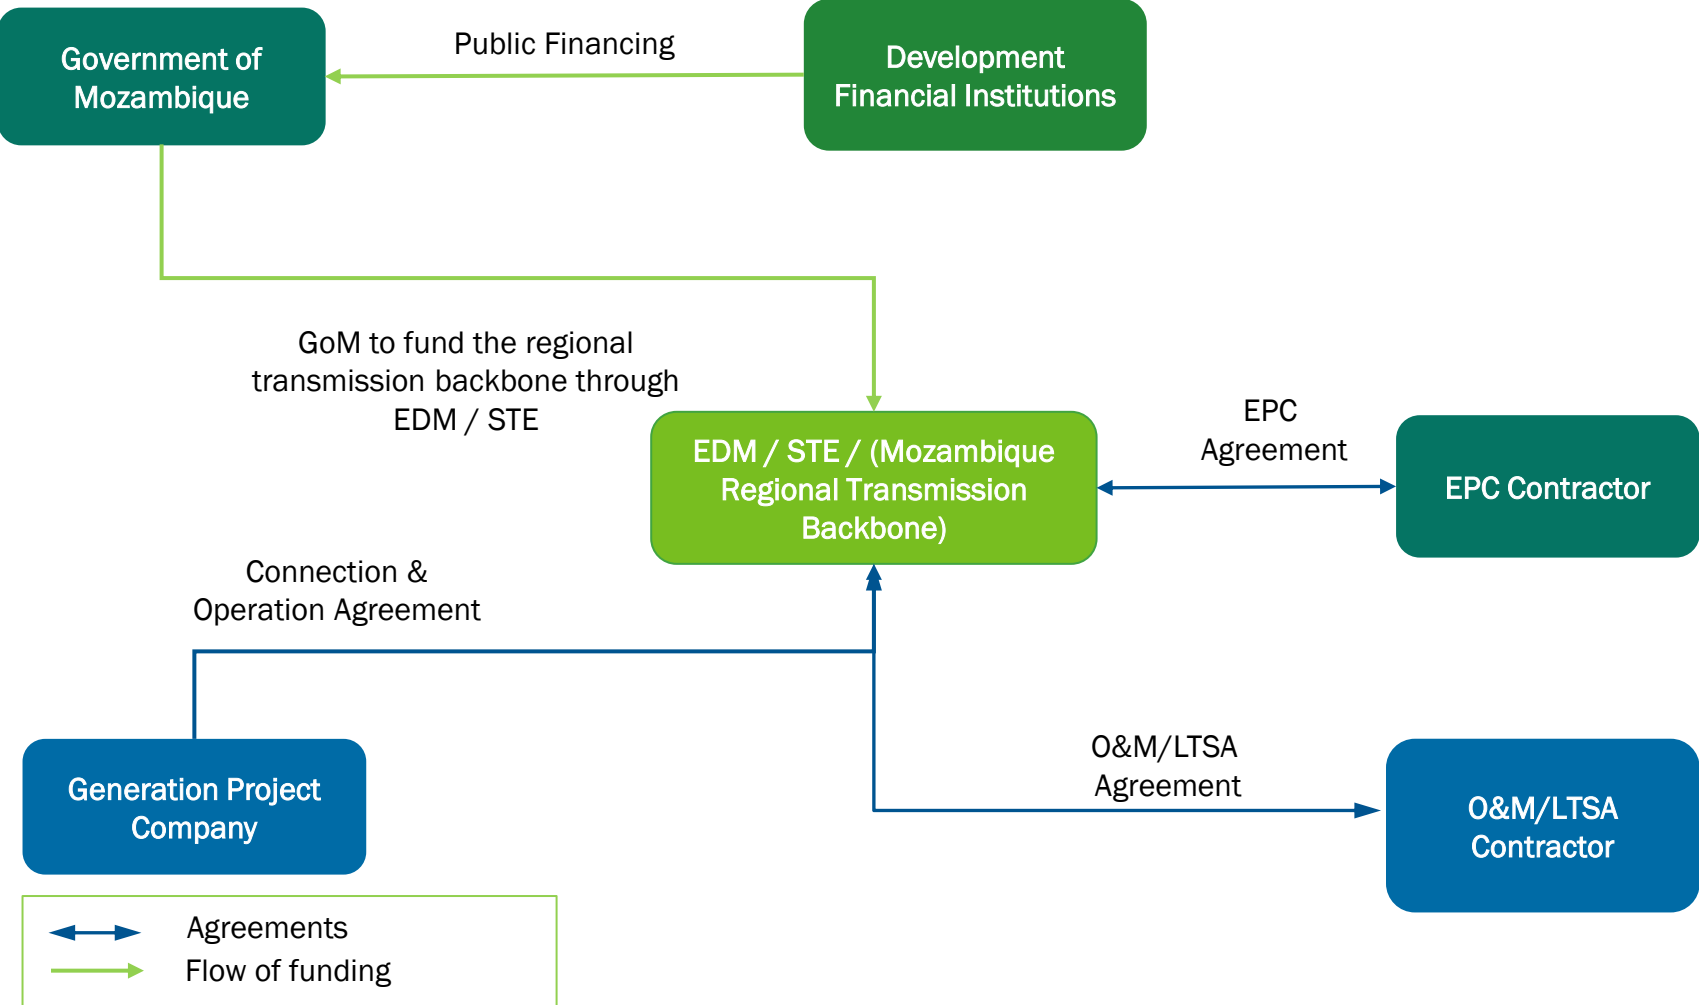 Government of
Mozambique
Public Financing
Development
Financial Institutions
GoM to fund the regional
transmission backbone through
EDM / STE
EDM / STE / (Mozambique
Regional Transmission
Backbone)
EPC
Agreement
EPC Contractor
Connection &
Operation Agreement
Generation Project
Company
O&M/LTSA
Agreement
O&M/LTSA
Contractor
Agreements
Flow of funding